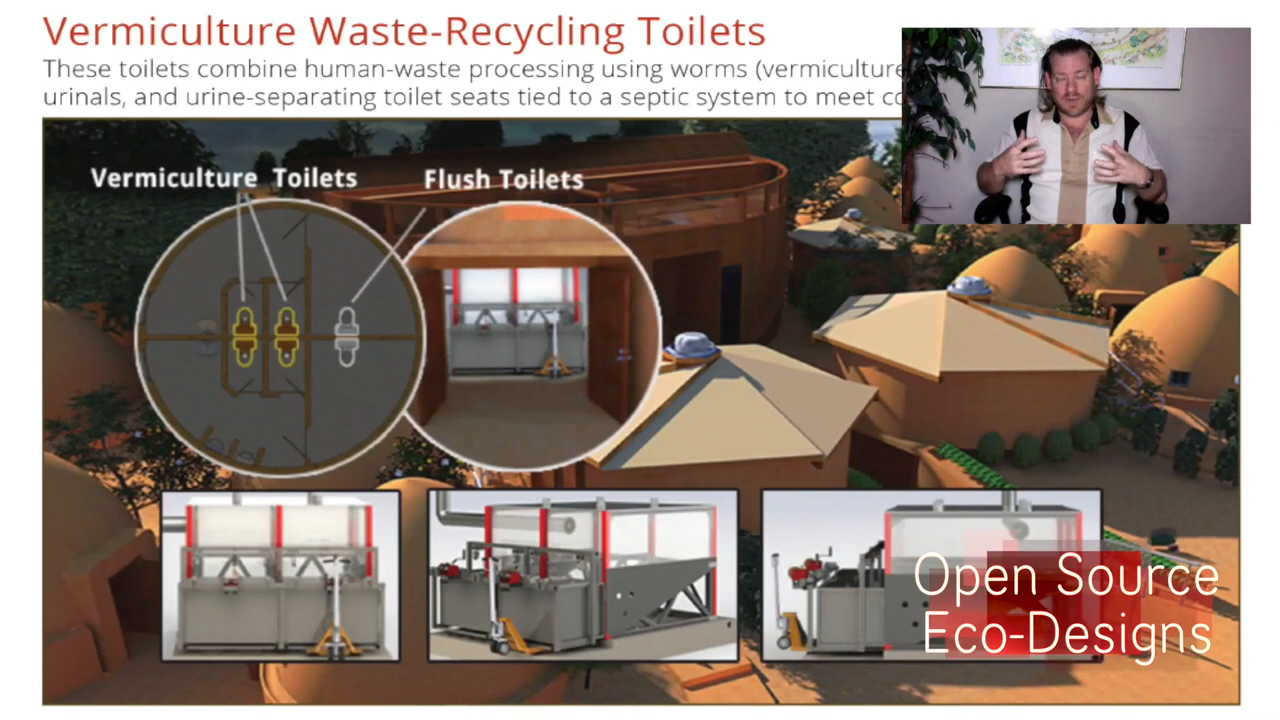 Vermiculture Waste-Recycling Toilets
These toilets combine human-waste processing using worms (vermiculture
urinals, and urine-separating toilet seats tied to a septic system to meet
Vermiculture Toilets
Flush Toilets
Open Source
Eco-Designs